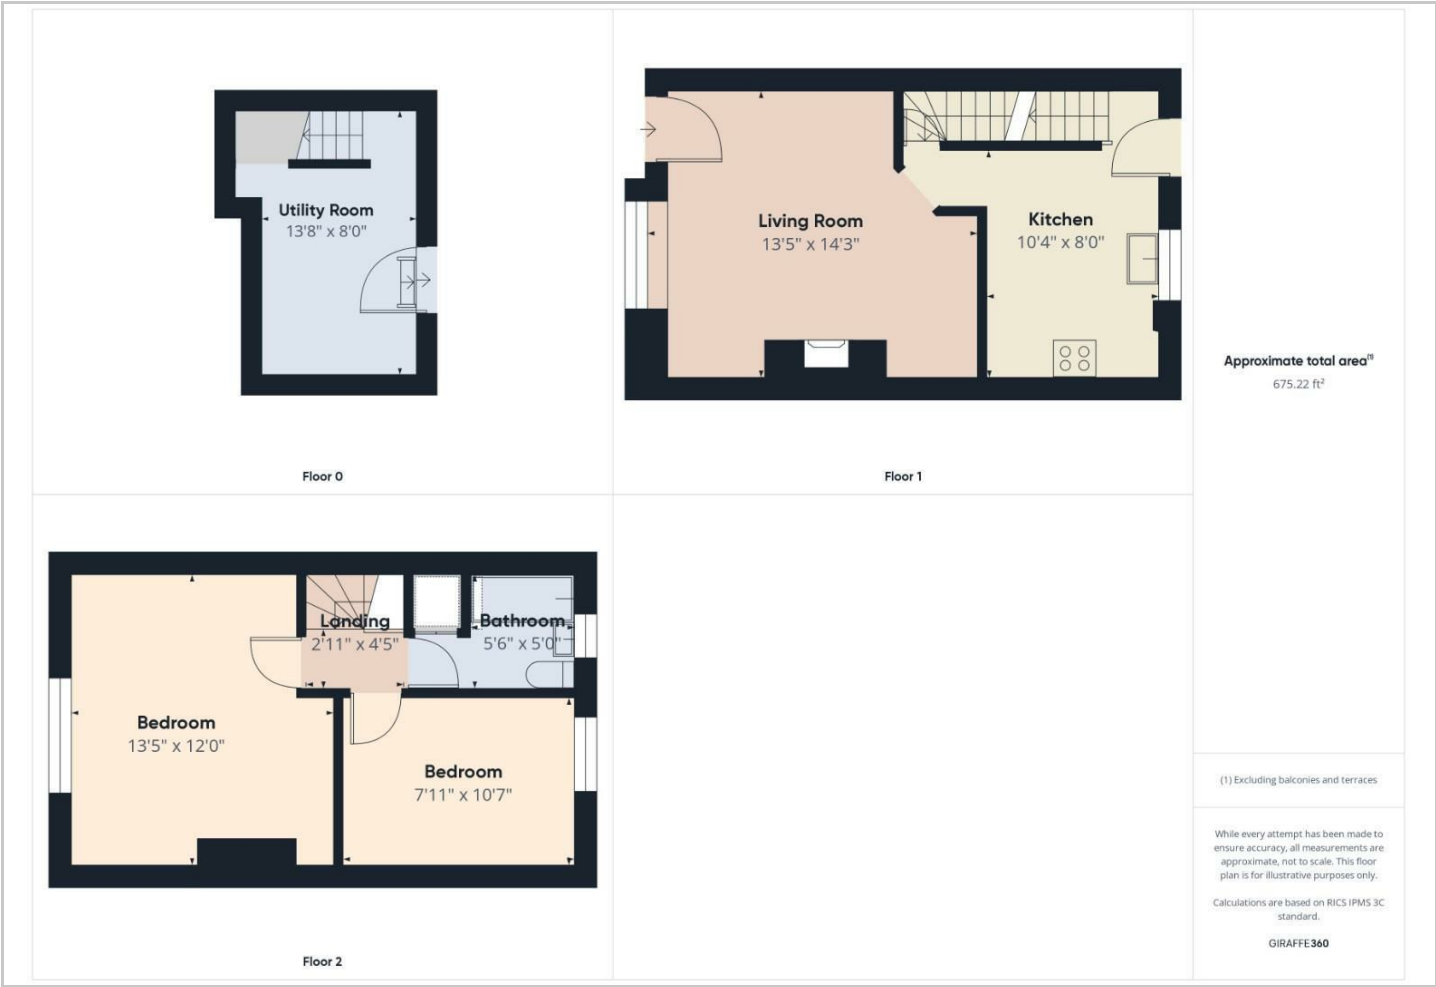 Utility Room
13'8" x 8'0"
Floor 0
Living Room
13'5" x 14'3"
Kitchen
10'4" x 8'0"
Floor 1
Landing
2'11" x 4'5"
Bathroom
5'6" x 5'0"
Bedroom
13'5" x 12'0"
Bedroom
7'11" x 10'7"
Floor 2
Approximate total area(1)
675.22 ft²
(1) Excluding balconies and terraces
While every attempt has been made to
ensure accuracy, all measurements are
approximate, not to scale. This floor
plan is for illustrative purposes only.
Calculations are based on RICS IPMS 3C
standard.
GIRAFFE360